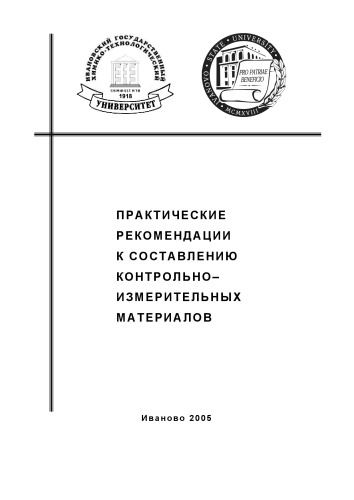 ИВАНОВСКИЙ ГОСУДАРСТВЕННЫЙ
ХИМИКО-ТЕХНОЛОГИЧЕСКИЙ
1918
УНИВЕРСИТЕТ
IVANOVO STATE UNIVERSITY
PRO PATRIAE
BENEFICIO
MCMXVIII
ПРАКТИЧЕСКИЕ
РЕКОМЕНДАЦИИ
К СОСТАВЛЕНИЮ
КОНТРОЛЬНО–
ИЗМЕРИТЕЛЬНЫХ
МАТЕРИАЛОВ
Иваново 2005